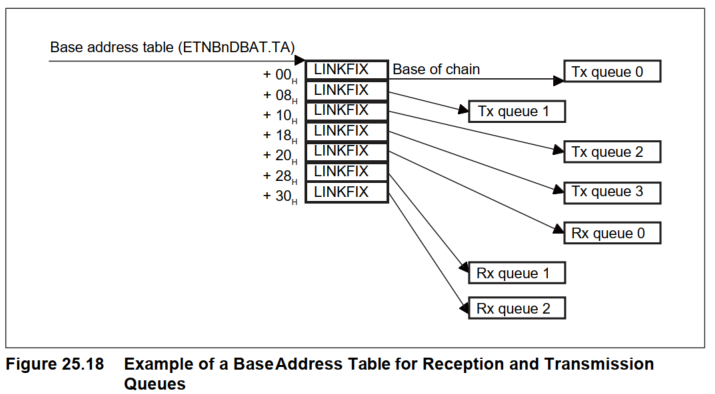 Base address table (ETNBnDBAT.TA)
+ 00H LINKFIX Base of chain Tx queue 0
+ 08H LINKFIX Tx queue 1
+ 10H LINKFIX Tx queue 2
+ 18H LINKFIX Tx queue 3
+ 20H LINKFIX Rx queue 0
+ 28H LINKFIX Rx queue 1
+ 30H LINKFIX Rx queue 2
Figure 25.18 Example of a BaseAddress Table for Reception and Transmission
Queues